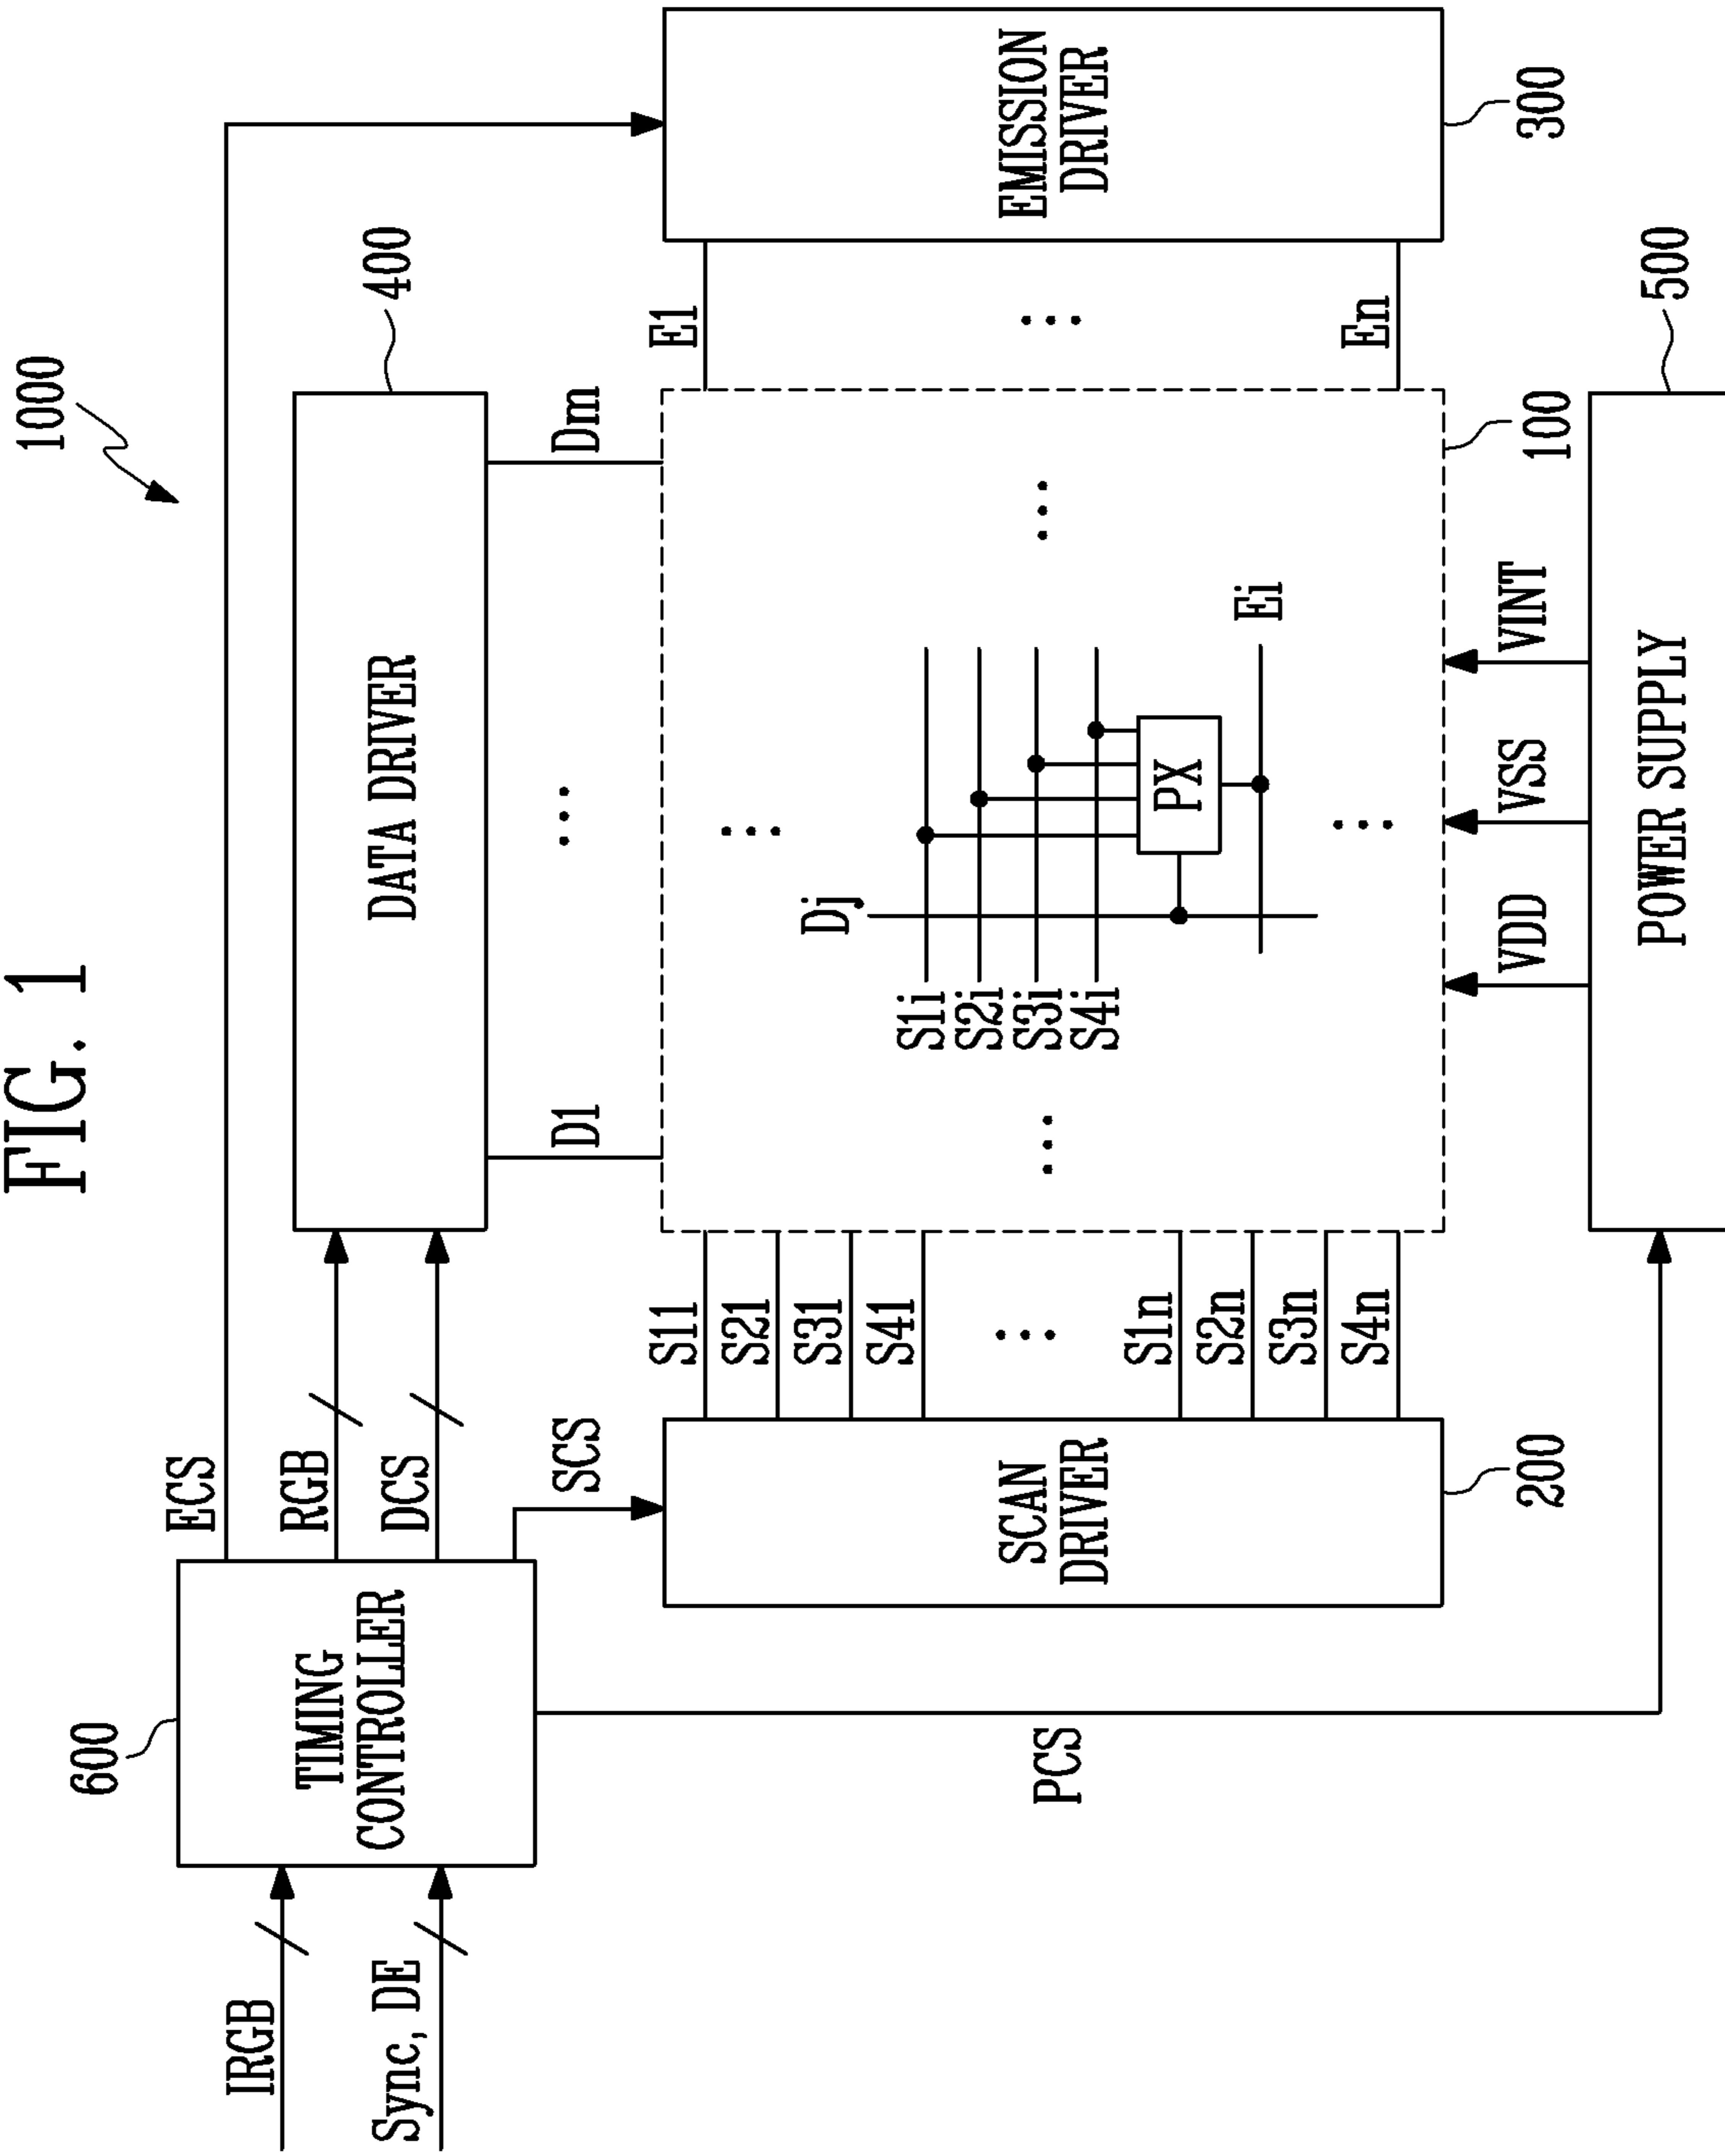 FIG. 1
1000
600
ECS
400
IRGB
Sync, DE
TIMING
CONTROLLER
RGB
DCS
DATA DRIVER
SCS
D1
...
Dm
PCS
SCAN
DRIVER
200
S11
S21
S31
S41
...
S1n
S2n
S3n
S4n
...
Dj
S1i
S2i
S3i
S4i
PX
Ei
...
...
...
E1
...
En
EMISSION
DRIVER
300
100
VDD
VSS
VINT
POWER SUPPLY
500